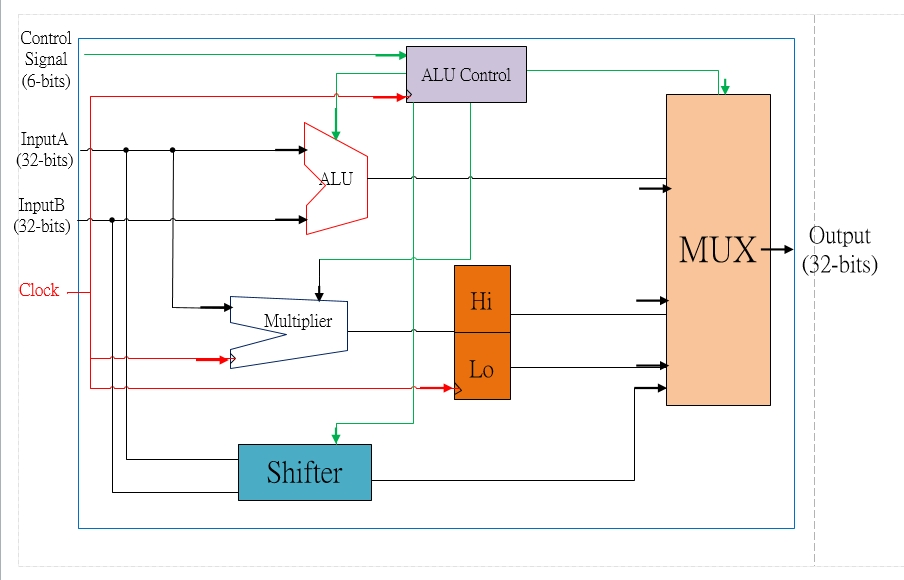 Control
Signal
(6-bits)
ALU Control
InputA
(32-bits)
ALU
InputB
(32-bits)
MUX
Output
(32-bits)
Clock
Hi
Multiplier
Lo
Shifter